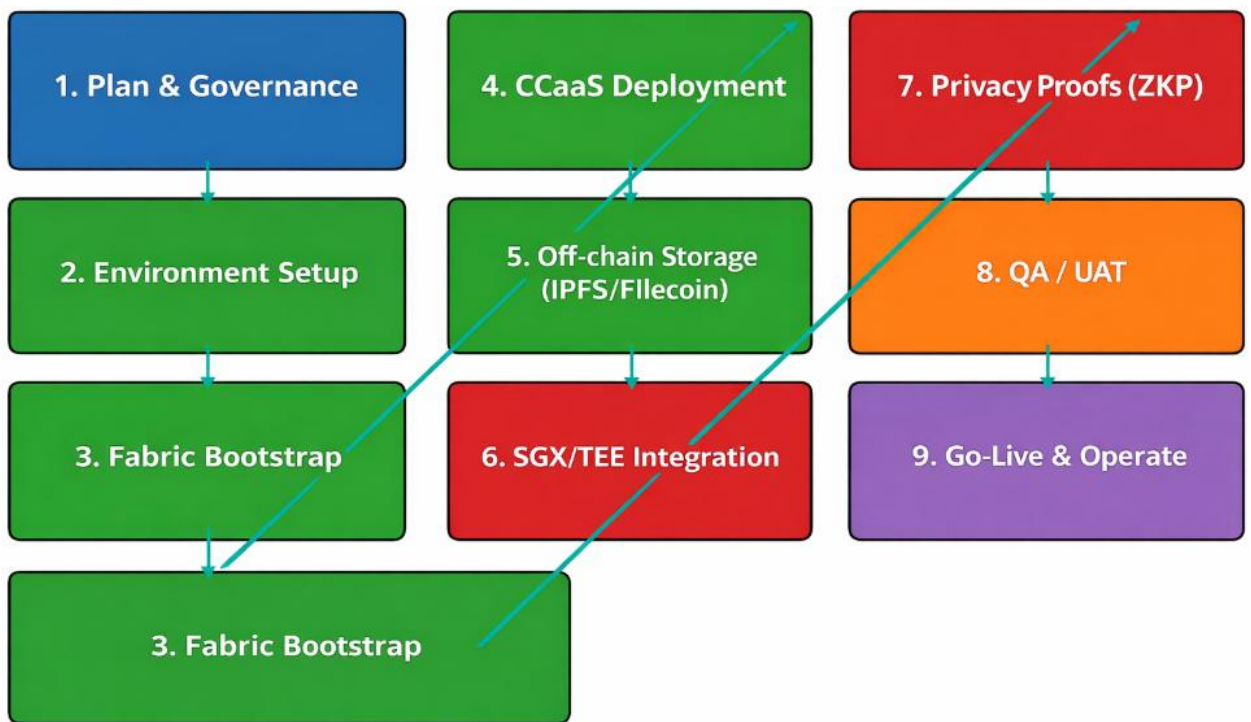 1. Plan & Governance
2. Environment Setup
3. Fabric Bootstrap
3. Fabric Bootstrap
4. CCaaS Deployment
5. Off-chain Storage
(IPFS/FIlecoin)
6. SGX/TEE Integration
7. Privacy Proofs (ZKP)
8. QA / UAT
9. Go-Live & Operate